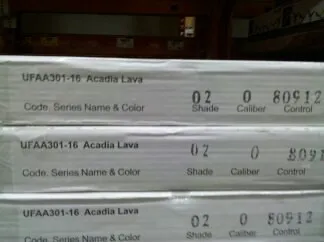 UFAA301-16 Acadia Lava
02 0 80912
Code, Series Name & Color Shade Caliber Control
UFAA301-16 Acadia Lava
02 0 8091
Code, Series Name & Color Shade Caliber Control
UFAA301-16 Acadia Lava
02 0 80912
Code, Series Name & Color Shade Caliber Control